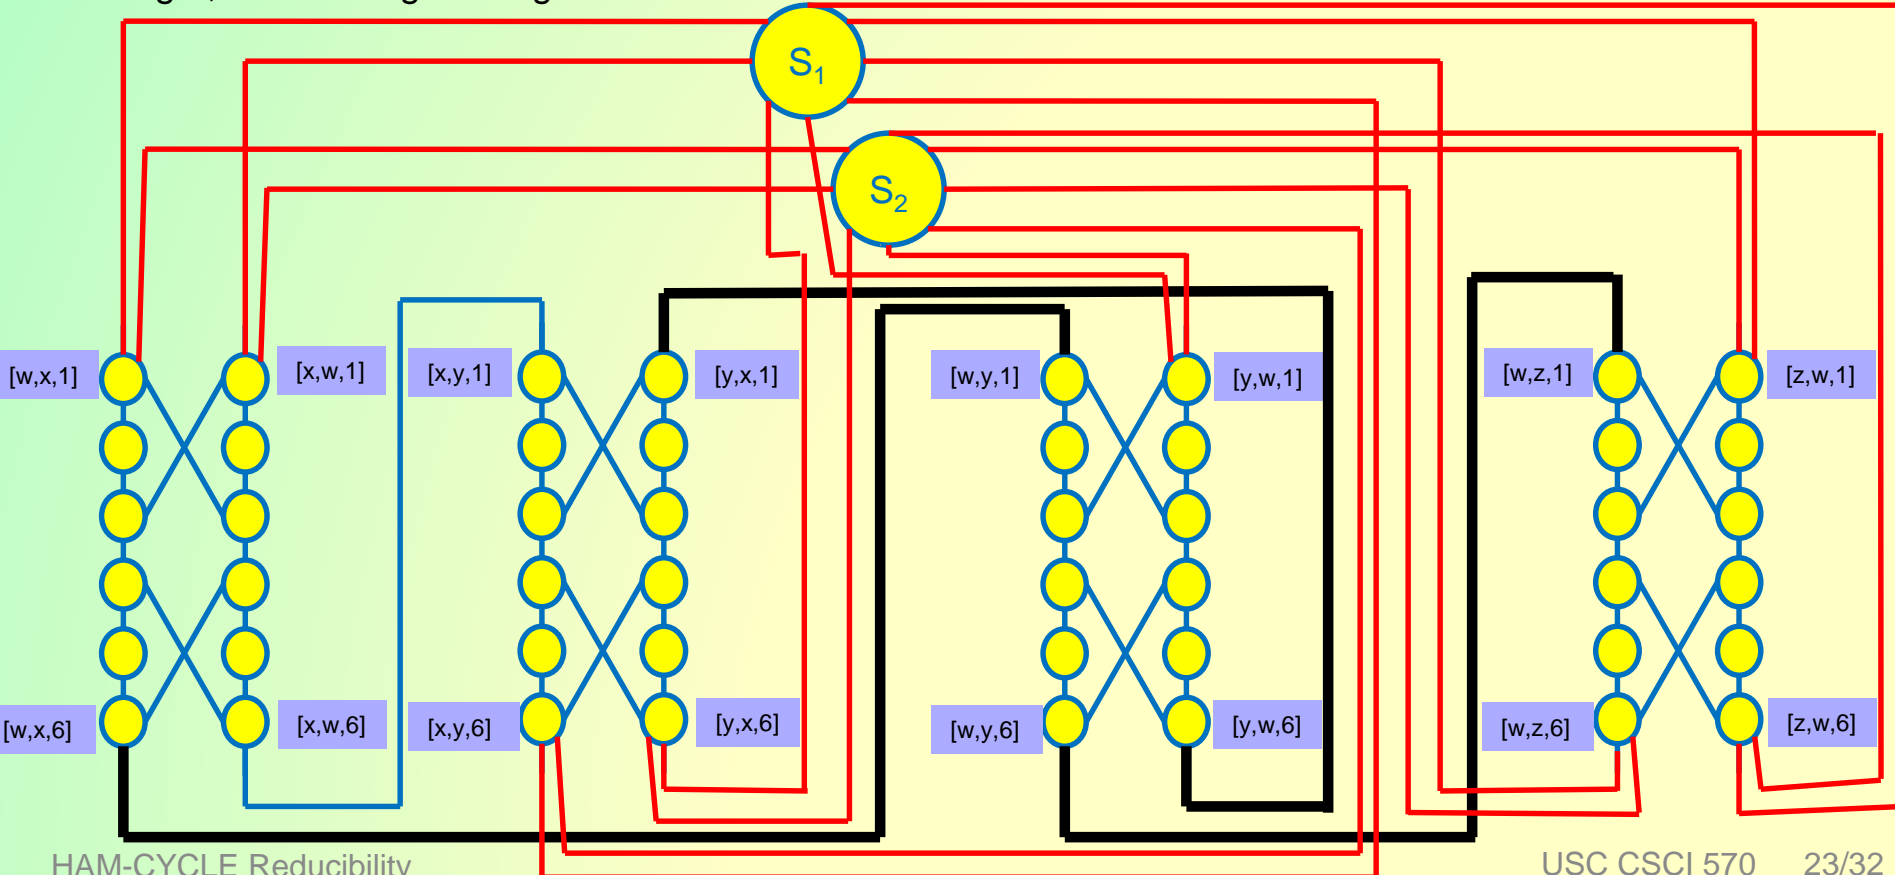 S1
S2
[w,x,1] [x,w,1] [x,y,1] [y,x,1] [w,y,1] [y,w,1] [w,z,1] [z,w,1]
[w,x,6] [x,w,6] [x,y,6] [y,x,6] [w,y,6] [y,w,6] [w,z,6] [z,w,6]
HAM-CYCLE Reducibility USC CSCI 570 23/32